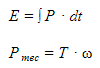 E = ∫ P · dt
P_mec = T · ω